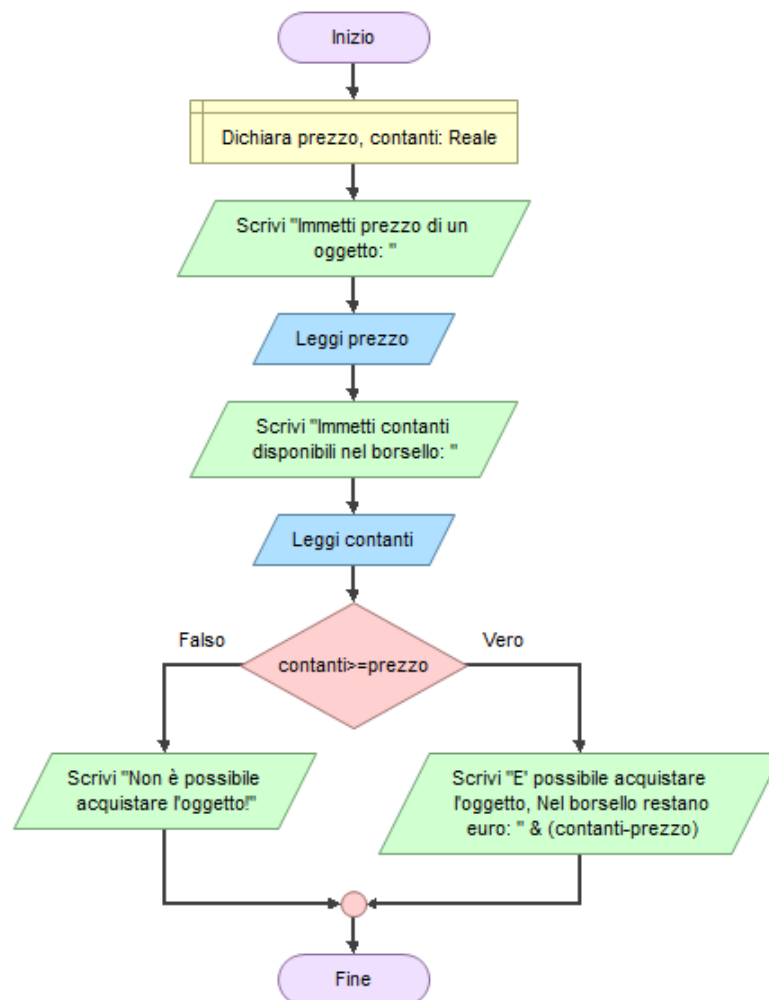 Inizio
Dichiara prezzo, contanti: Reale
Scrivi "Immetti prezzo di un
oggetto: "
Leggi prezzo
Scrivi "Immetti contanti
disponibili nel borsello: "
Leggi contanti
Falso
Vero
contanti>=prezzo
Scrivi "Non è possibile
acquistare l'oggetto!"
Scrivi "E' possibile acquistare
l'oggetto, Nel borsello restano
euro: " & (contanti-prezzo)
Fine